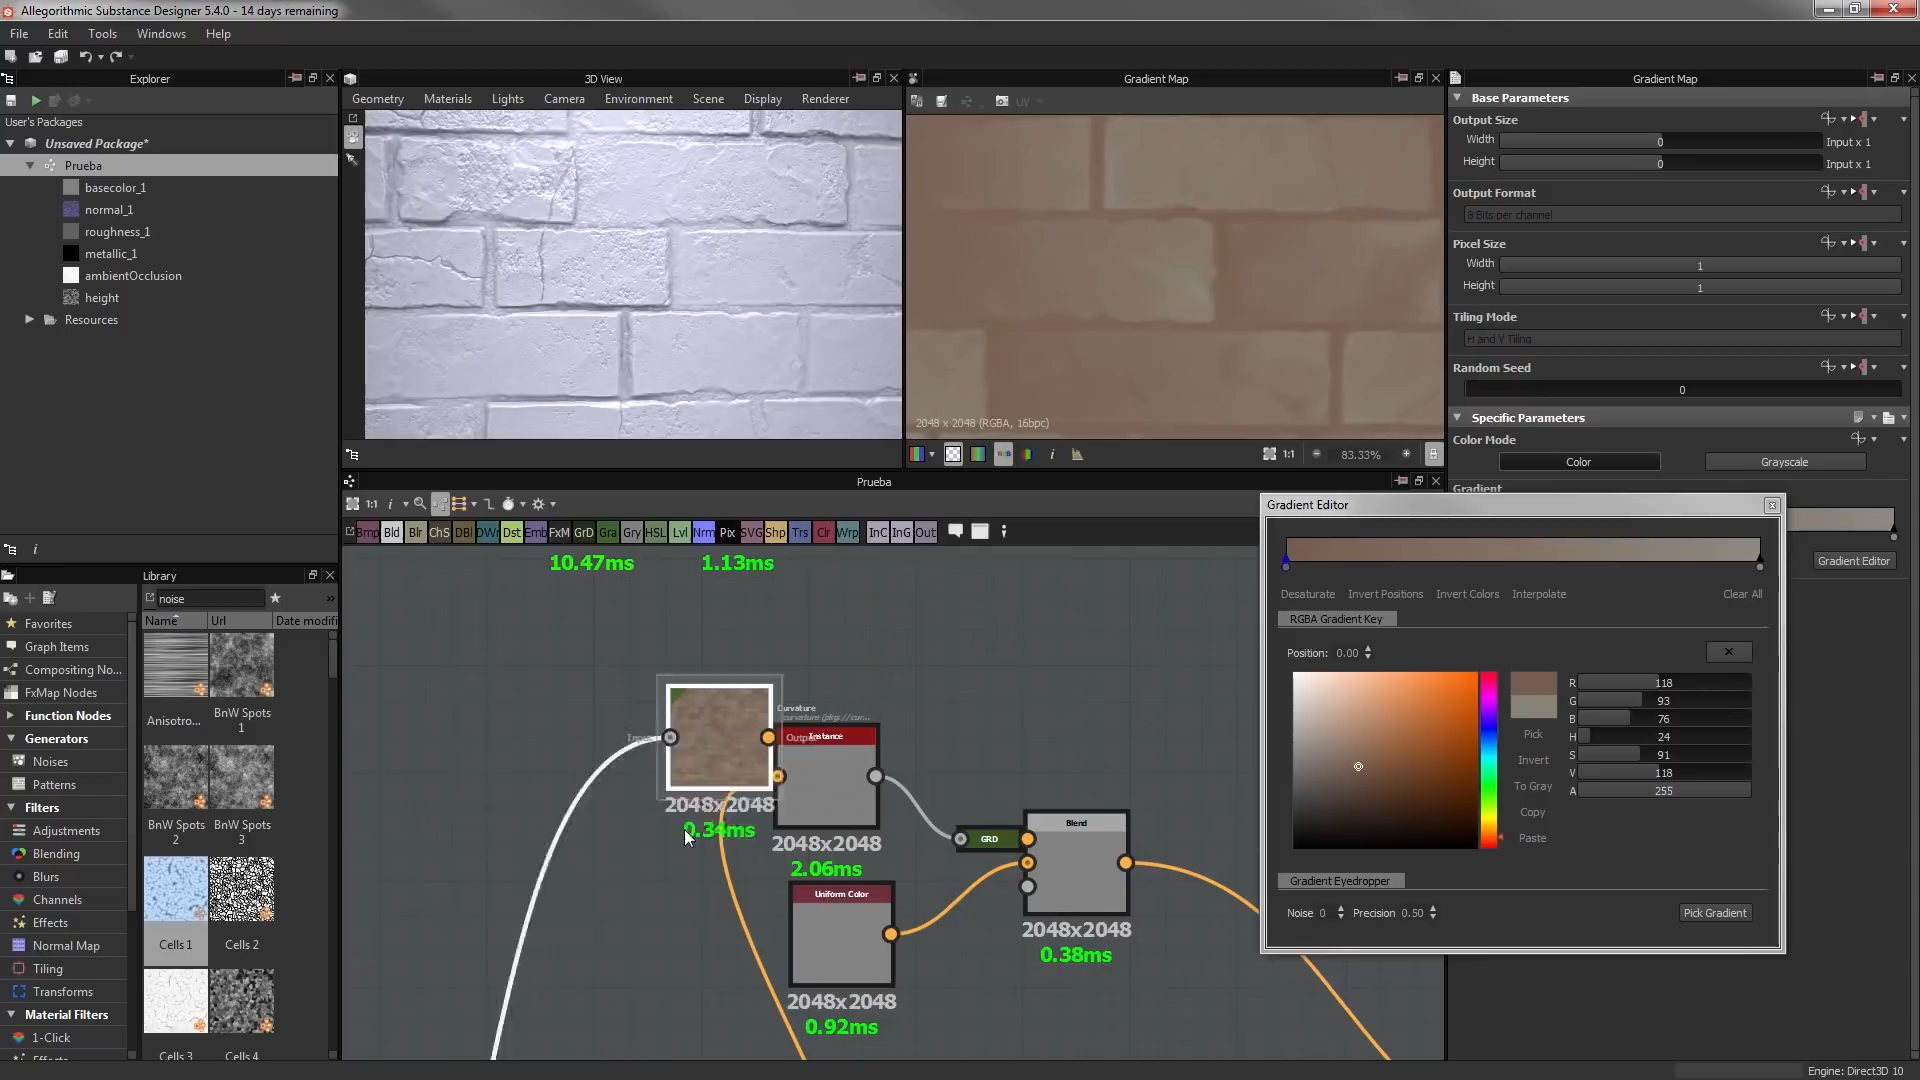 Allegorithmic Substance Designer 5.4.0 - 14 days remaining
File Edit Tools Windows Help
Explorer
User's Packages
Unsaved Package*
Prueba
basecolor_1
normal_1
roughness_1
metallic_1
ambientOcclusion
height
Resources
3D View
Geometry Materials Lights Camera Environment Scene Display Renderer
Gradient Map
UV
2048 x 2048 (RGBA, 16bpc)
1:1 83.33%
Gradient Map
Base Parameters
Output Size
Width 0 Input x 1
Height 0 Input x 1
Output Format
8 Bits per channel
Pixel Size
Width 1
Height 1
Tiling Mode
H and V Tiling
Random Seed
0
Specific Parameters
Color Mode
Color Grayscale
Gradient
Gradient Editor
Library
noise
Name Url Date modifi
Favorites
Graph Items
Compositing No...
FxMap Nodes
Function Nodes
Generators
Noises
Patterns
Filters
Adjustments
Blending
Blurs
Channels
Effects
Normal Map
Tiling
Transforms
Material Filters
1-Click
Effects
Anisotro...
BnW Spots 1
BnW Spots 2
BnW Spots 3
Cells 1
Cells 2
Cells 3
Cells 4
Prueba
1:1
Bmp Bld Blr ChS DBl DWr Dst Emb FxM GrD Gra Gry HSL Lvl Nrm Pix SVG Shp Trs Clr Wrp InC InG Out
10.47ms 1.13ms
Curvature
curvature (pkg://cur...
Input Output
Instance
2048x2048
0.34ms
2048x2048
2.06ms
GRD
Blend
2048x2048
0.38ms
Uniform Color
2048x2048
0.92ms
Gradient Editor
Desaturate Invert Positions Invert Colors Interpolate Clear All
RGBA Gradient Key
Position: 0.00
R 118
G 93
B 76
H 24
S 91
V 118
A 255
Pick
Invert
To Gray
Copy
Paste
Gradient Eyedropper
Noise 0 Precision 0.50 Pick Gradient
Engine: Direct3D 10